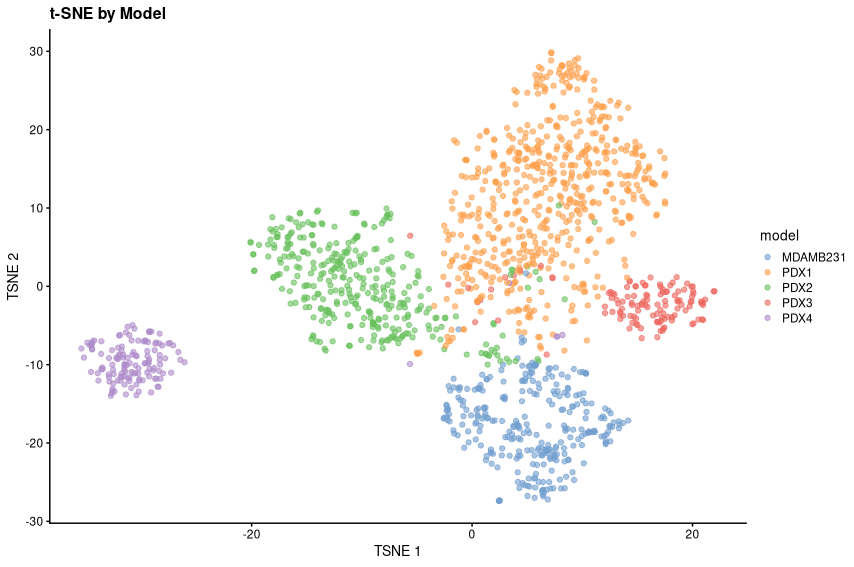 t-SNE by Model
30
20
10
0
-10
-20
-30
TSNE 2
-20
0
20
TSNE 1
model
MDAMB231
PDX1
PDX2
PDX3
PDX4